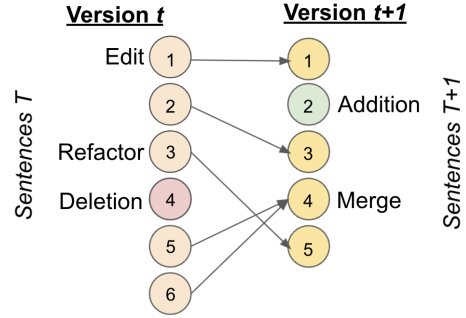 Version t
Version t+1
Edit
1
1
2
2
Addition
Refactor
3
3
Deletion
4
4
Merge
5
5
6
Sentences T
Sentences T+1